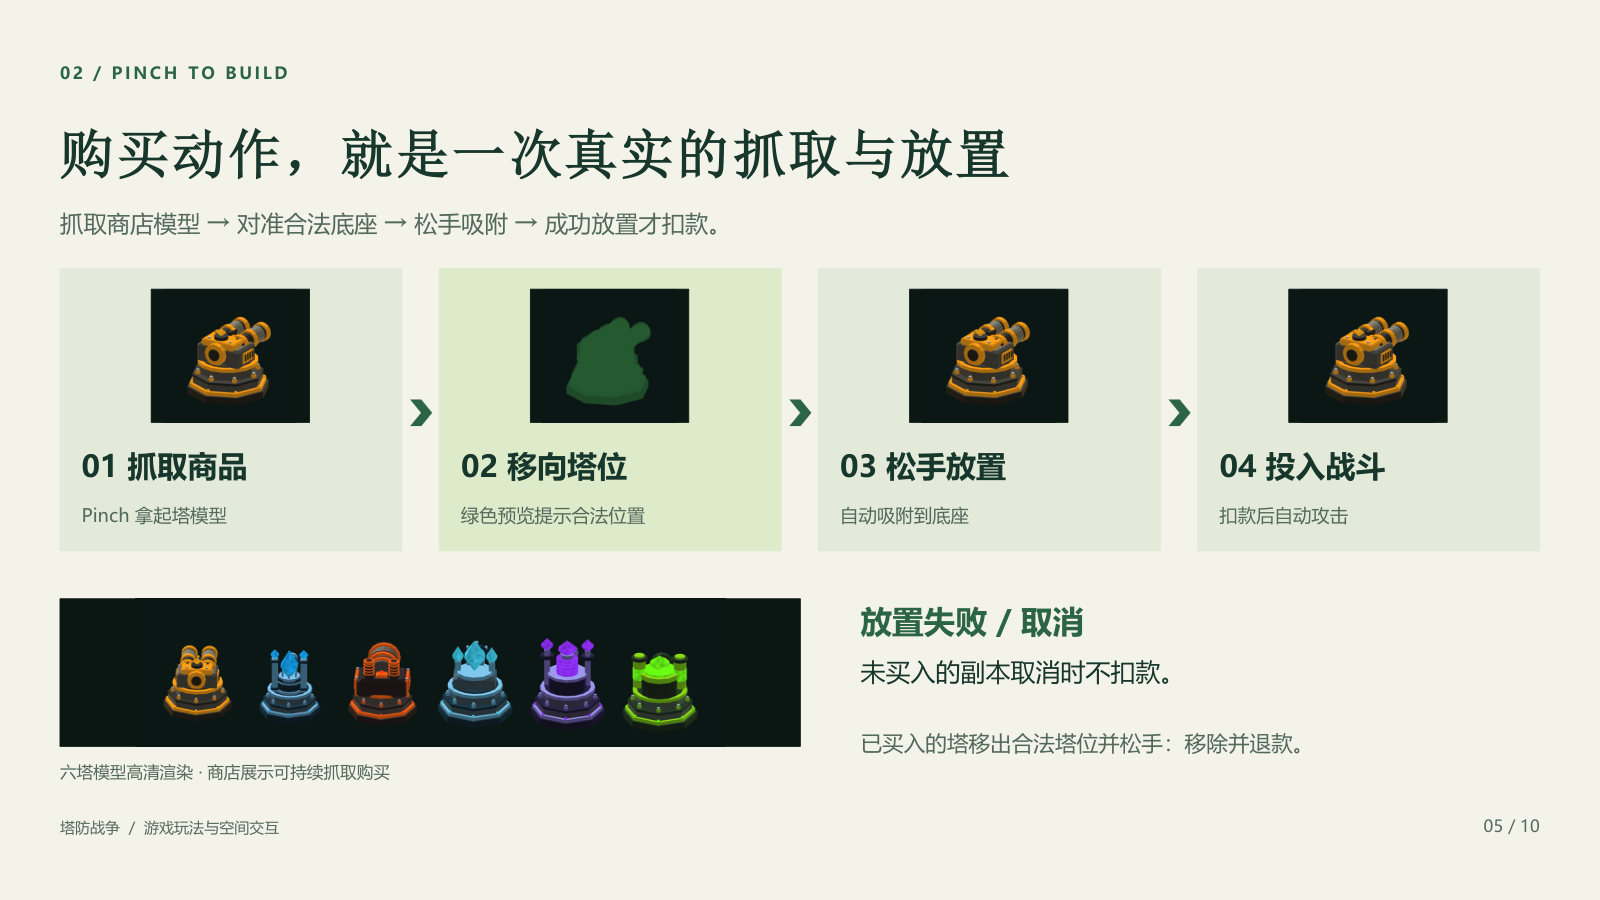 02 / PINCH TO BUILD
购买动作，就是一次真实的抓取与放置
抓取商店模型 → 对准合法底座 → 松手吸附 → 成功放置才扣款。
01 抓取商品
Pinch 拿起塔模型
02 移向塔位
绿色预览提示合法位置
03 松手放置
自动吸附到底座
04 投入战斗
扣款后自动攻击
放置失败 / 取消
未买入的副本取消时不扣款。
已买入的塔移出合法塔位并松手：移除并退款。
六塔模型高清渲染 · 商店展示可持续抓取购买
塔防战争 / 游戏玩法与空间交互
05 / 10